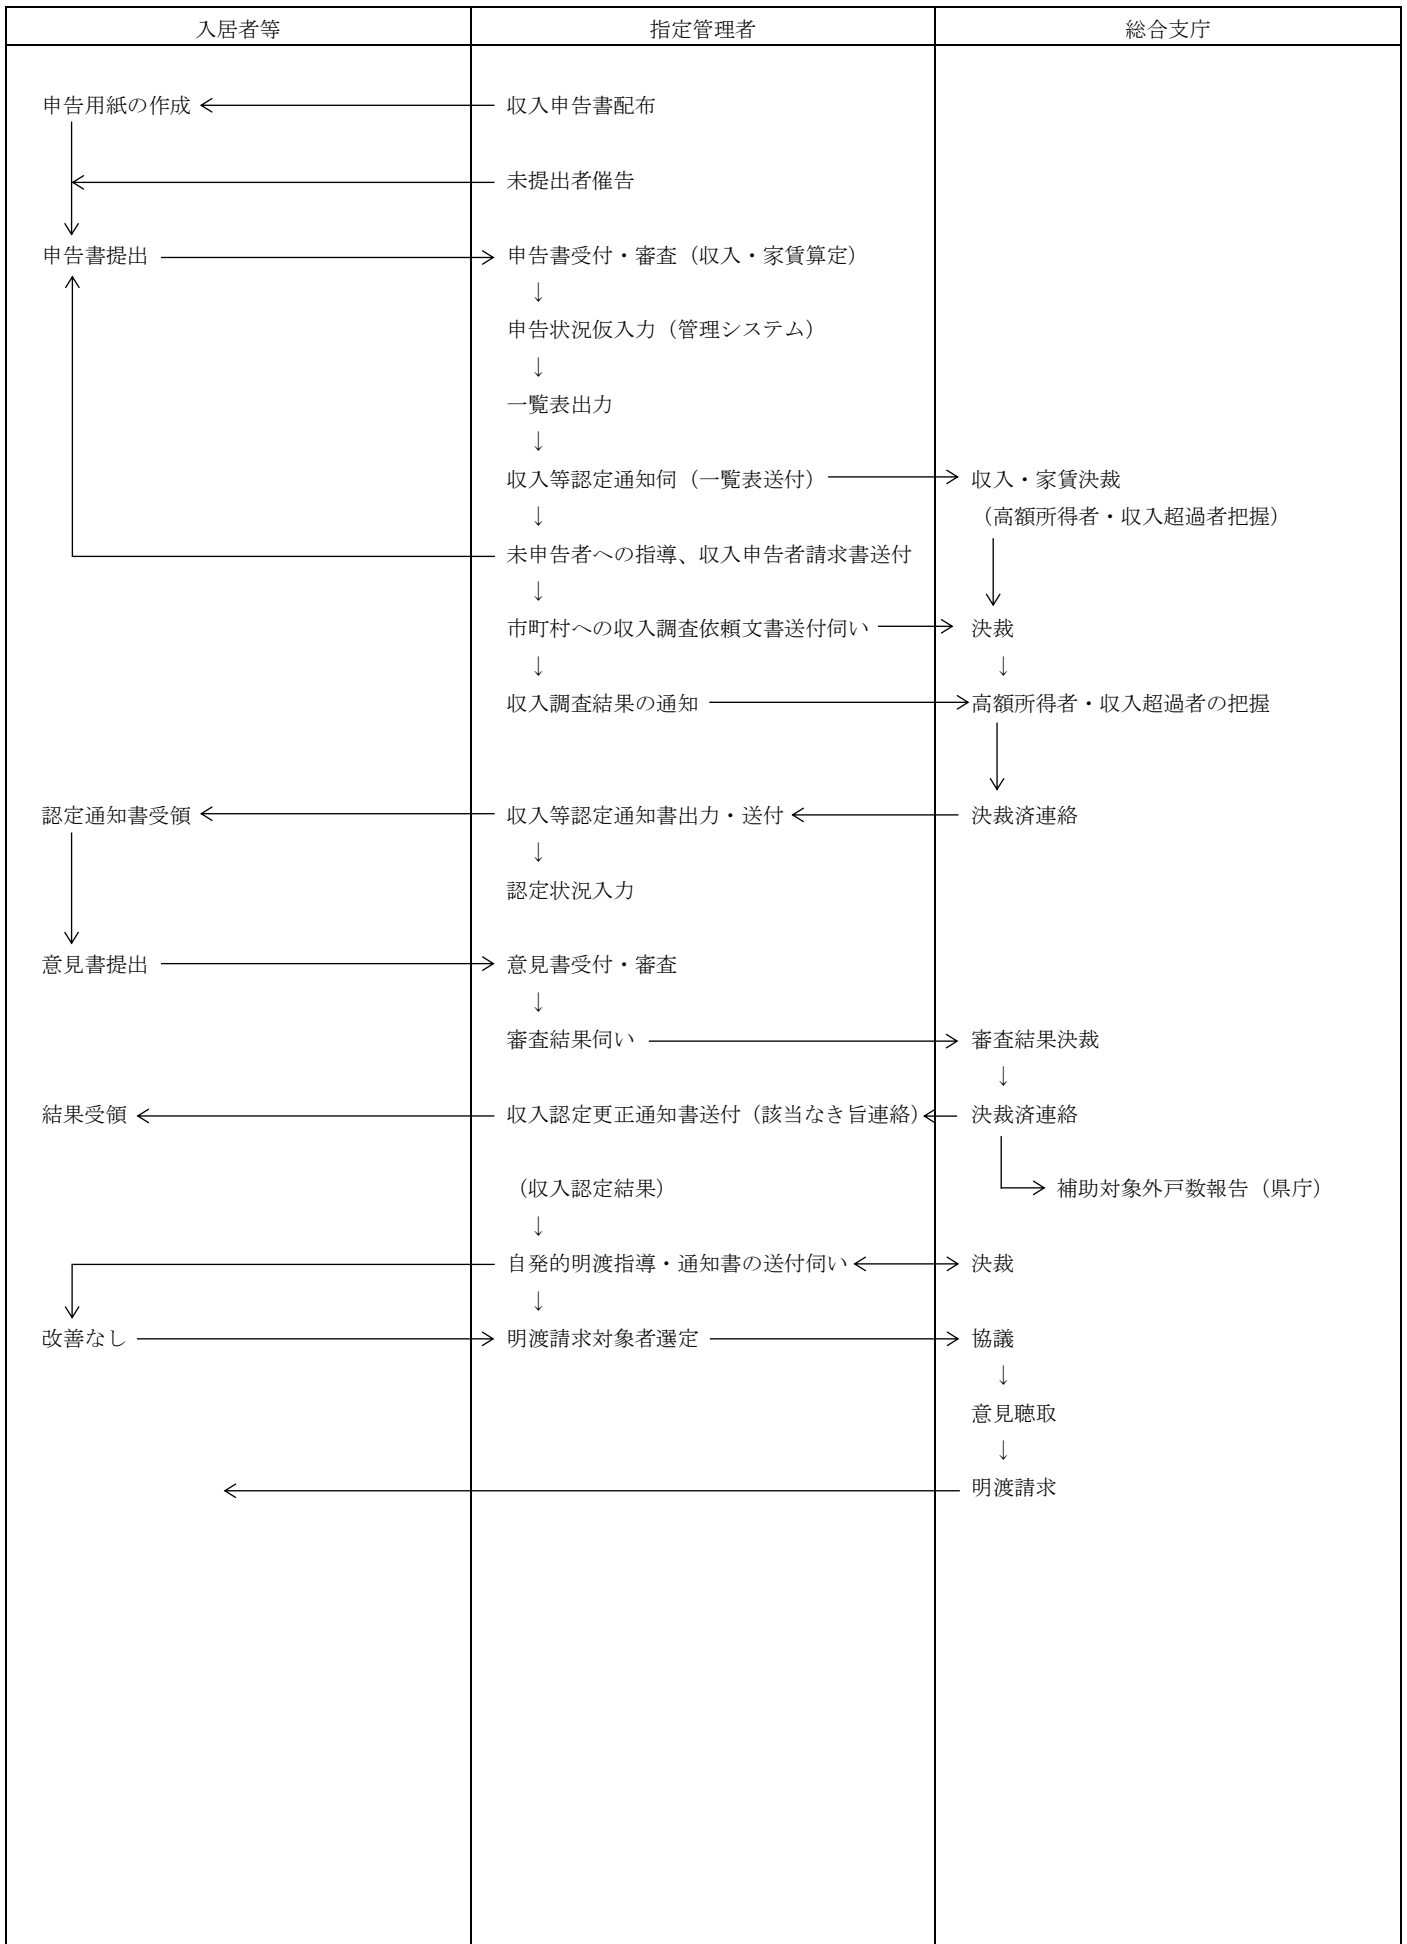 入居者等 指定管理者 総合支庁
申告用紙の作成 収入申告書配布
未提出者催告
申告書提出 申告書受付・審査（収入・家賃算定）
↓
申告状況仮入力（管理システム）
↓
一覧表出力
↓
収入等認定通知伺（一覧表送付） 収入・家賃決裁
↓ （高額所得者・収入超過者把握）
未申告者への指導、収入申告者請求書送付
↓
市町村への収入調査依頼文書送付伺い 決裁
↓ ↓
収入調査結果の通知 高額所得者・収入超過者の把握
認定通知書受領 収入等認定通知書出力・送付 決裁済連絡
↓
認定状況入力
意見書提出 意見書受付・審査
↓
審査結果伺い 審査結果決裁
↓
結果受領 収入認定更正通知書送付（該当なき旨連絡） 決裁済連絡
（収入認定結果） 補助対象外戸数報告（県庁）
↓
自発的明渡指導・通知書の送付伺い 決裁
↓
改善なし 明渡請求対象者選定 協議
↓
意見聴取
↓
明渡請求